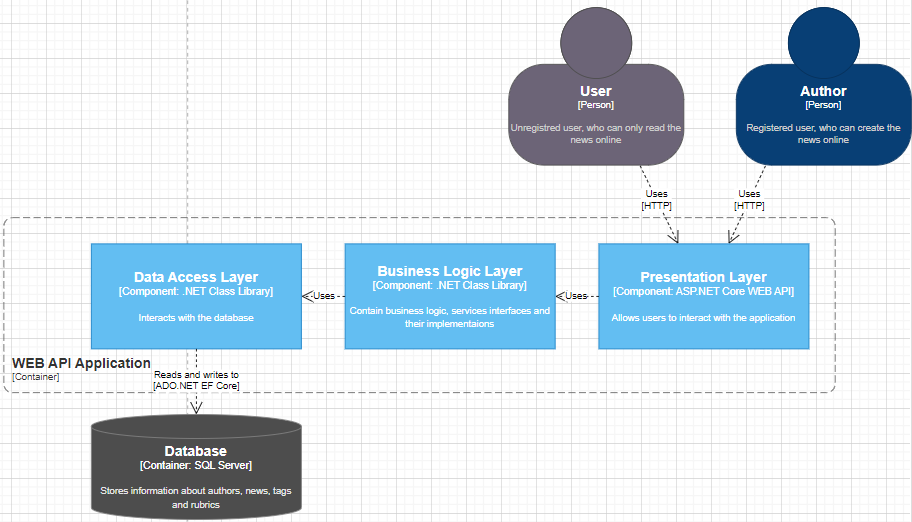 User
[Person]
Unregistred user, who can only read the
news online
Author
[Person]
Registered user, who can create the
news online
Uses
[HTTP]
Uses
[HTTP]
Data Access Layer
[Component: .NET Class Library]
Interacts with the database
Uses
Business Logic Layer
[Component: .NET Class Library]
Contain business logic, services interfaces and
their implementaions
Uses
Presentation Layer
[Component: ASP.NET Core WEB API]
Allows users to interact with the application
WEB API Application
[Container]
Reads and writes to
[ADO.NET EF Core]
Database
[Container: SQL Server]
Stores information about authors, news, tags
and rubrics